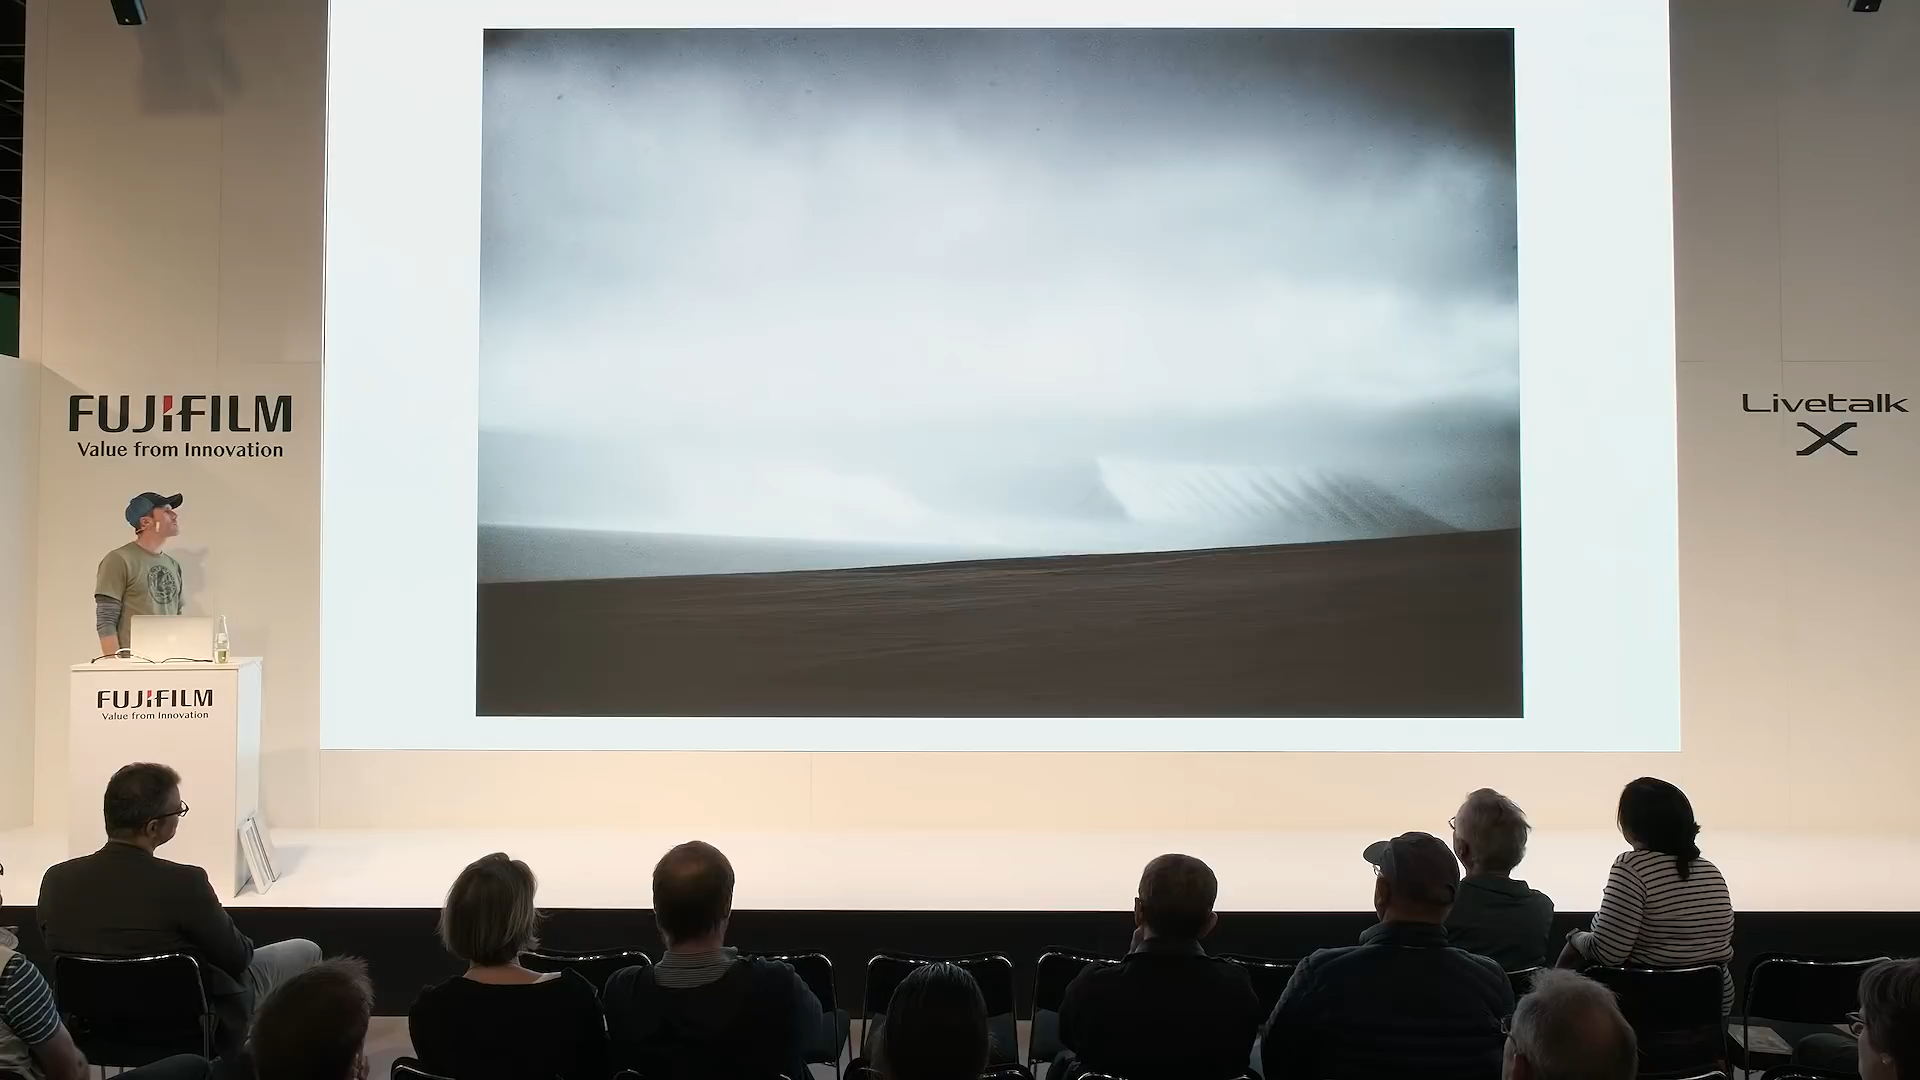 FUJIFILM
Value from Innovation
Livetalk
X
FUJIFILM
Value from Innovation